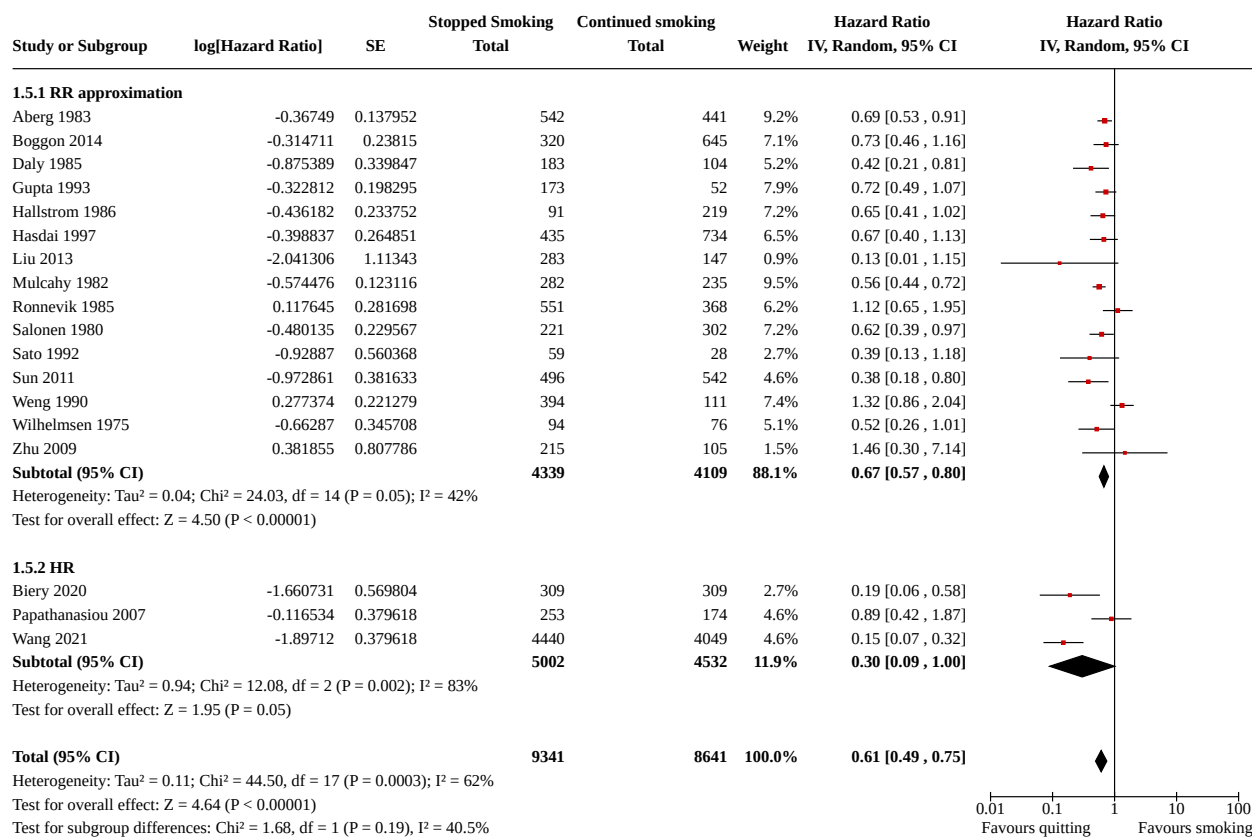 Stopped Smoking Continued smoking Hazard Ratio Hazard Ratio
Study or Subgroup log[Hazard Ratio] SE Total Total Weight IV, Random, 95% CI IV, Random, 95% CI
1.5.1 RR approximation
Aberg 1983 -0.36749 0.137952 542 441 9.2% 0.69 [0.53 , 0.91]
Boggon 2014 -0.314711 0.23815 320 645 7.1% 0.73 [0.46 , 1.16]
Daly 1985 -0.875389 0.339847 183 104 5.2% 0.42 [0.21 , 0.81]
Gupta 1993 -0.322812 0.198295 173 52 7.9% 0.72 [0.49 , 1.07]
Hallstrom 1986 -0.436182 0.233752 91 219 7.2% 0.65 [0.41 , 1.02]
Hasdai 1997 -0.398837 0.264851 435 734 6.5% 0.67 [0.40 , 1.13]
Liu 2013 -2.041306 1.11343 283 147 0.9% 0.13 [0.01 , 1.15]
Mulcahy 1982 -0.574476 0.123116 282 235 9.5% 0.56 [0.44 , 0.72]
Ronnevik 1985 0.117645 0.281698 551 368 6.2% 1.12 [0.65 , 1.95]
Salonen 1980 -0.480135 0.229567 221 302 7.2% 0.62 [0.39 , 0.97]
Sato 1992 -0.92887 0.560368 59 28 2.7% 0.39 [0.13 , 1.18]
Sun 2011 -0.972861 0.381633 496 542 4.6% 0.38 [0.18 , 0.80]
Weng 1990 0.277374 0.221279 394 111 7.4% 1.32 [0.86 , 2.04]
Wilhelmsen 1975 -0.66287 0.345708 94 76 5.1% 0.52 [0.26 , 1.01]
Zhu 2009 0.381855 0.807786 215 105 1.5% 1.46 [0.30 , 7.14]
Subtotal (95% CI) 4339 4109 88.1% 0.67 [0.57 , 0.80]
Heterogeneity: Tau² = 0.04; Chi² = 24.03, df = 14 (P = 0.05); I² = 42%
Test for overall effect: Z = 4.50 (P < 0.00001)
1.5.2 HR
Biery 2020 -1.660731 0.569804 309 309 2.7% 0.19 [0.06 , 0.58]
Papathanasiou 2007 -0.116534 0.379618 253 174 4.6% 0.89 [0.42 , 1.87]
Wang 2021 -1.89712 0.379618 4440 4049 4.6% 0.15 [0.07 , 0.32]
Subtotal (95% CI) 5002 4532 11.9% 0.30 [0.09 , 1.00]
Heterogeneity: Tau² = 0.94; Chi² = 12.08, df = 2 (P = 0.002); I² = 83%
Test for overall effect: Z = 1.95 (P = 0.05)
Total (95% CI) 9341 8641 100.0% 0.61 [0.49 , 0.75]
Heterogeneity: Tau² = 0.11; Chi² = 44.50, df = 17 (P = 0.0003); I² = 62%
Test for overall effect: Z = 4.64 (P < 0.00001)
Test for subgroup differences: Chi² = 1.68, df = 1 (P = 0.19), I² = 40.5%
0.01 0.1 1 10 100
Favours quitting Favours smoking